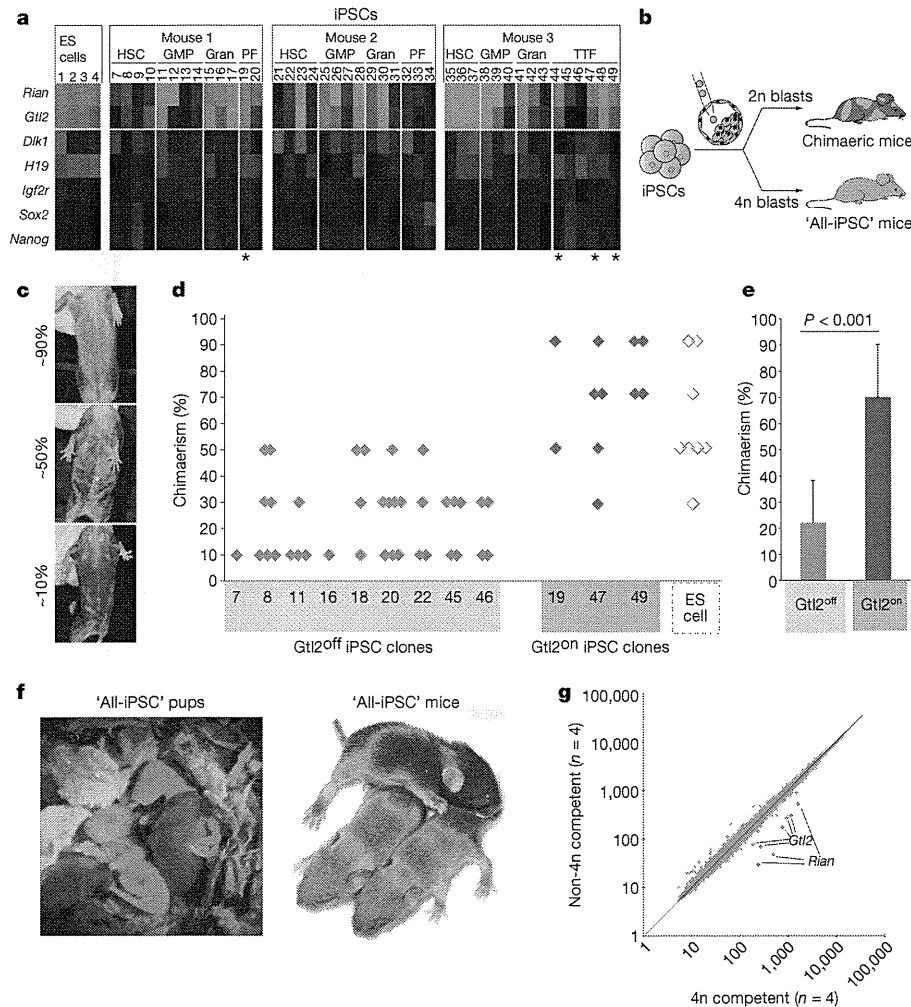 a
iPSCs
ES cells
Mouse 1
Mouse 2
Mouse 3
HSC GMP Gran PF
HSC GMP Gran PF
HSC GMP Gran TTF
1 2 3 4
7 8 9 10 11 12 13 14 15 16 17 19 20
21 22 23 24 25 26 27 28 29 30 31 32 33 34
35 36 37 38 39 40 41 42 43 44 45 46 47 48 49
Rian
Gtl2
Dlk1
H19
Igf2r
Sox2
Nanog
* * * *
b
iPSCs
2n blasts
Chimaeric mice
4n blasts
'All-iPSC' mice
c
~90%
~50%
~10%
d
Chimaerism (%)
100
90
80
70
60
50
40
30
20
10
0
7 8 11 16 18 20 22 45 46
Gtl2off iPSC clones
19 47 49
Gtl2on iPSC clones
ES cell
e
P < 0.001
Chimaerism (%)
100
90
80
70
60
50
40
30
20
10
0
Gtl2off
Gtl2on
f
'All-iPSC' pups
'All-iPSC' mice
g
Non-4n competent (n = 4)
100,000
10,000
1,000
100
10
1
Gtl2
Rian
1
10
100
1,000
10,000
100,000
4n competent (n = 4)